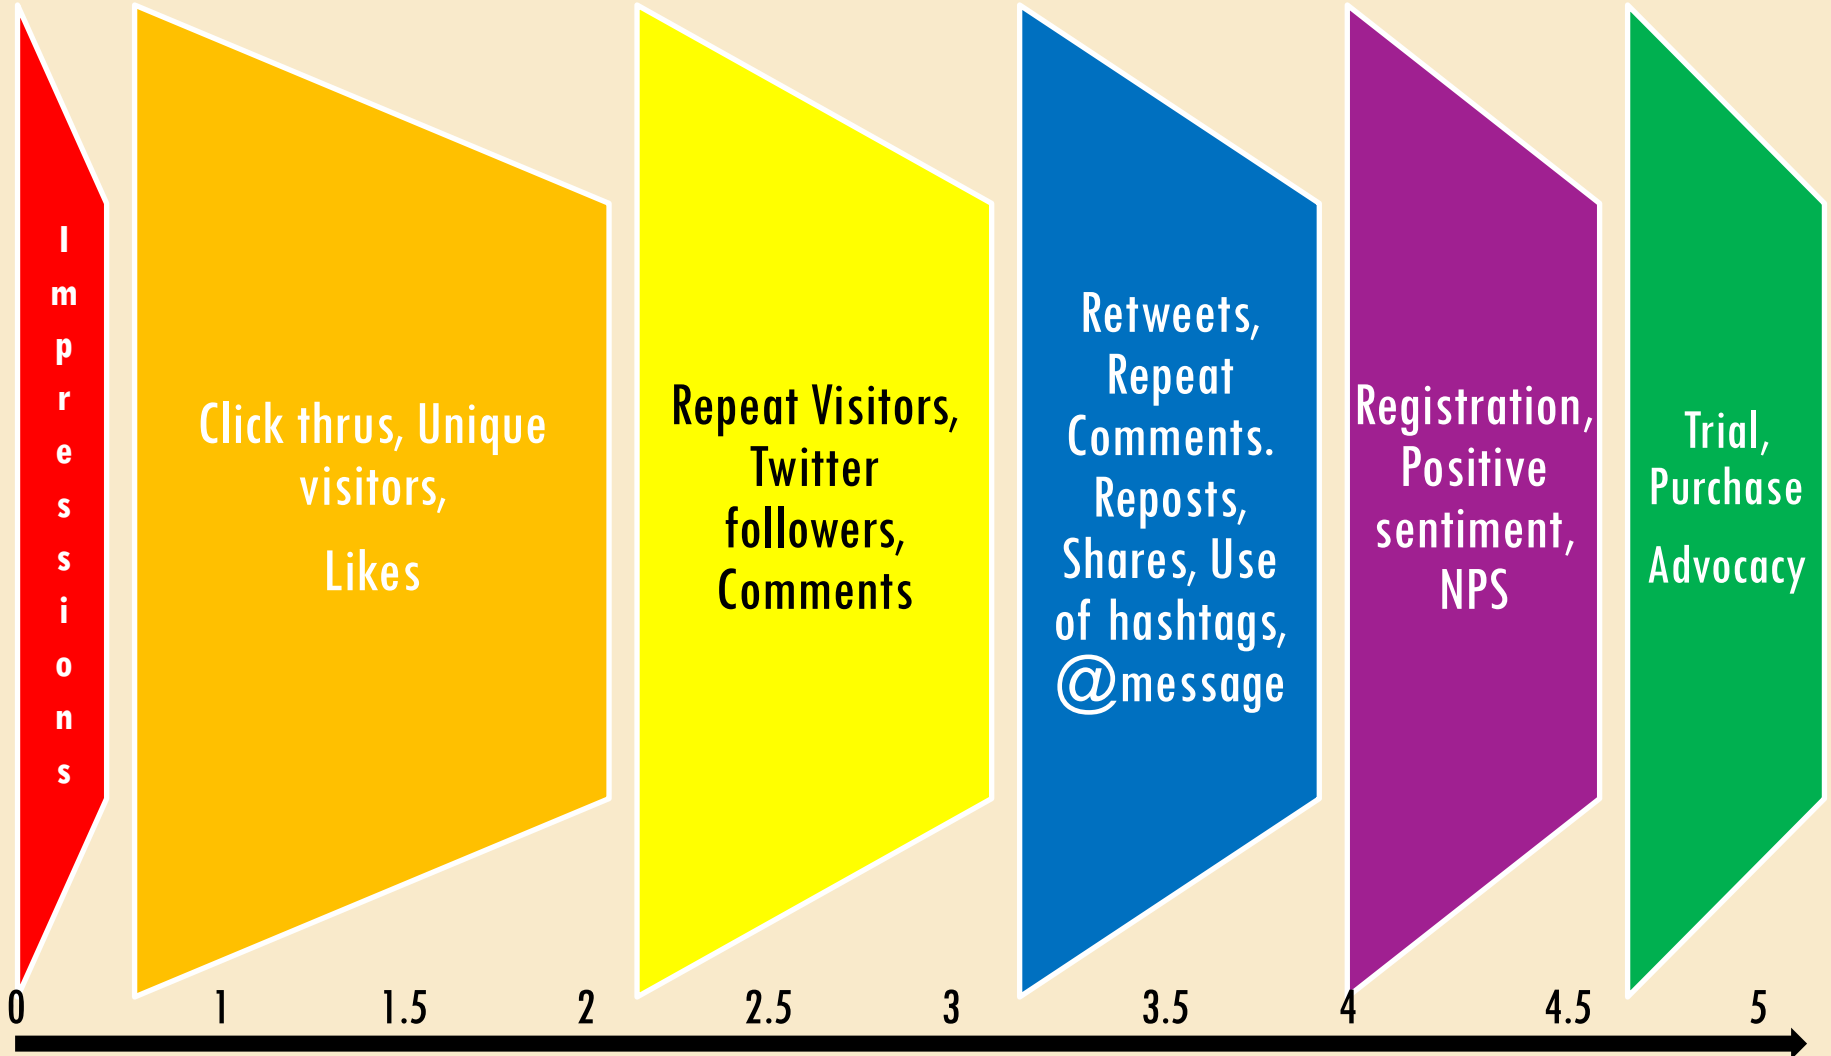 Impressions
Click thrus, Unique
visitors,
Likes
Repeat Visitors,
Twitter
followers,
Comments
Retweets,
Repeat
Comments.
Reposts,
Shares, Use
of hashtags,
@message
Registration,
Positive
sentiment,
NPS
Trial,
Purchase
Advocacy
0 1 1.5 2 2.5 3 3.5 4 4.5 5